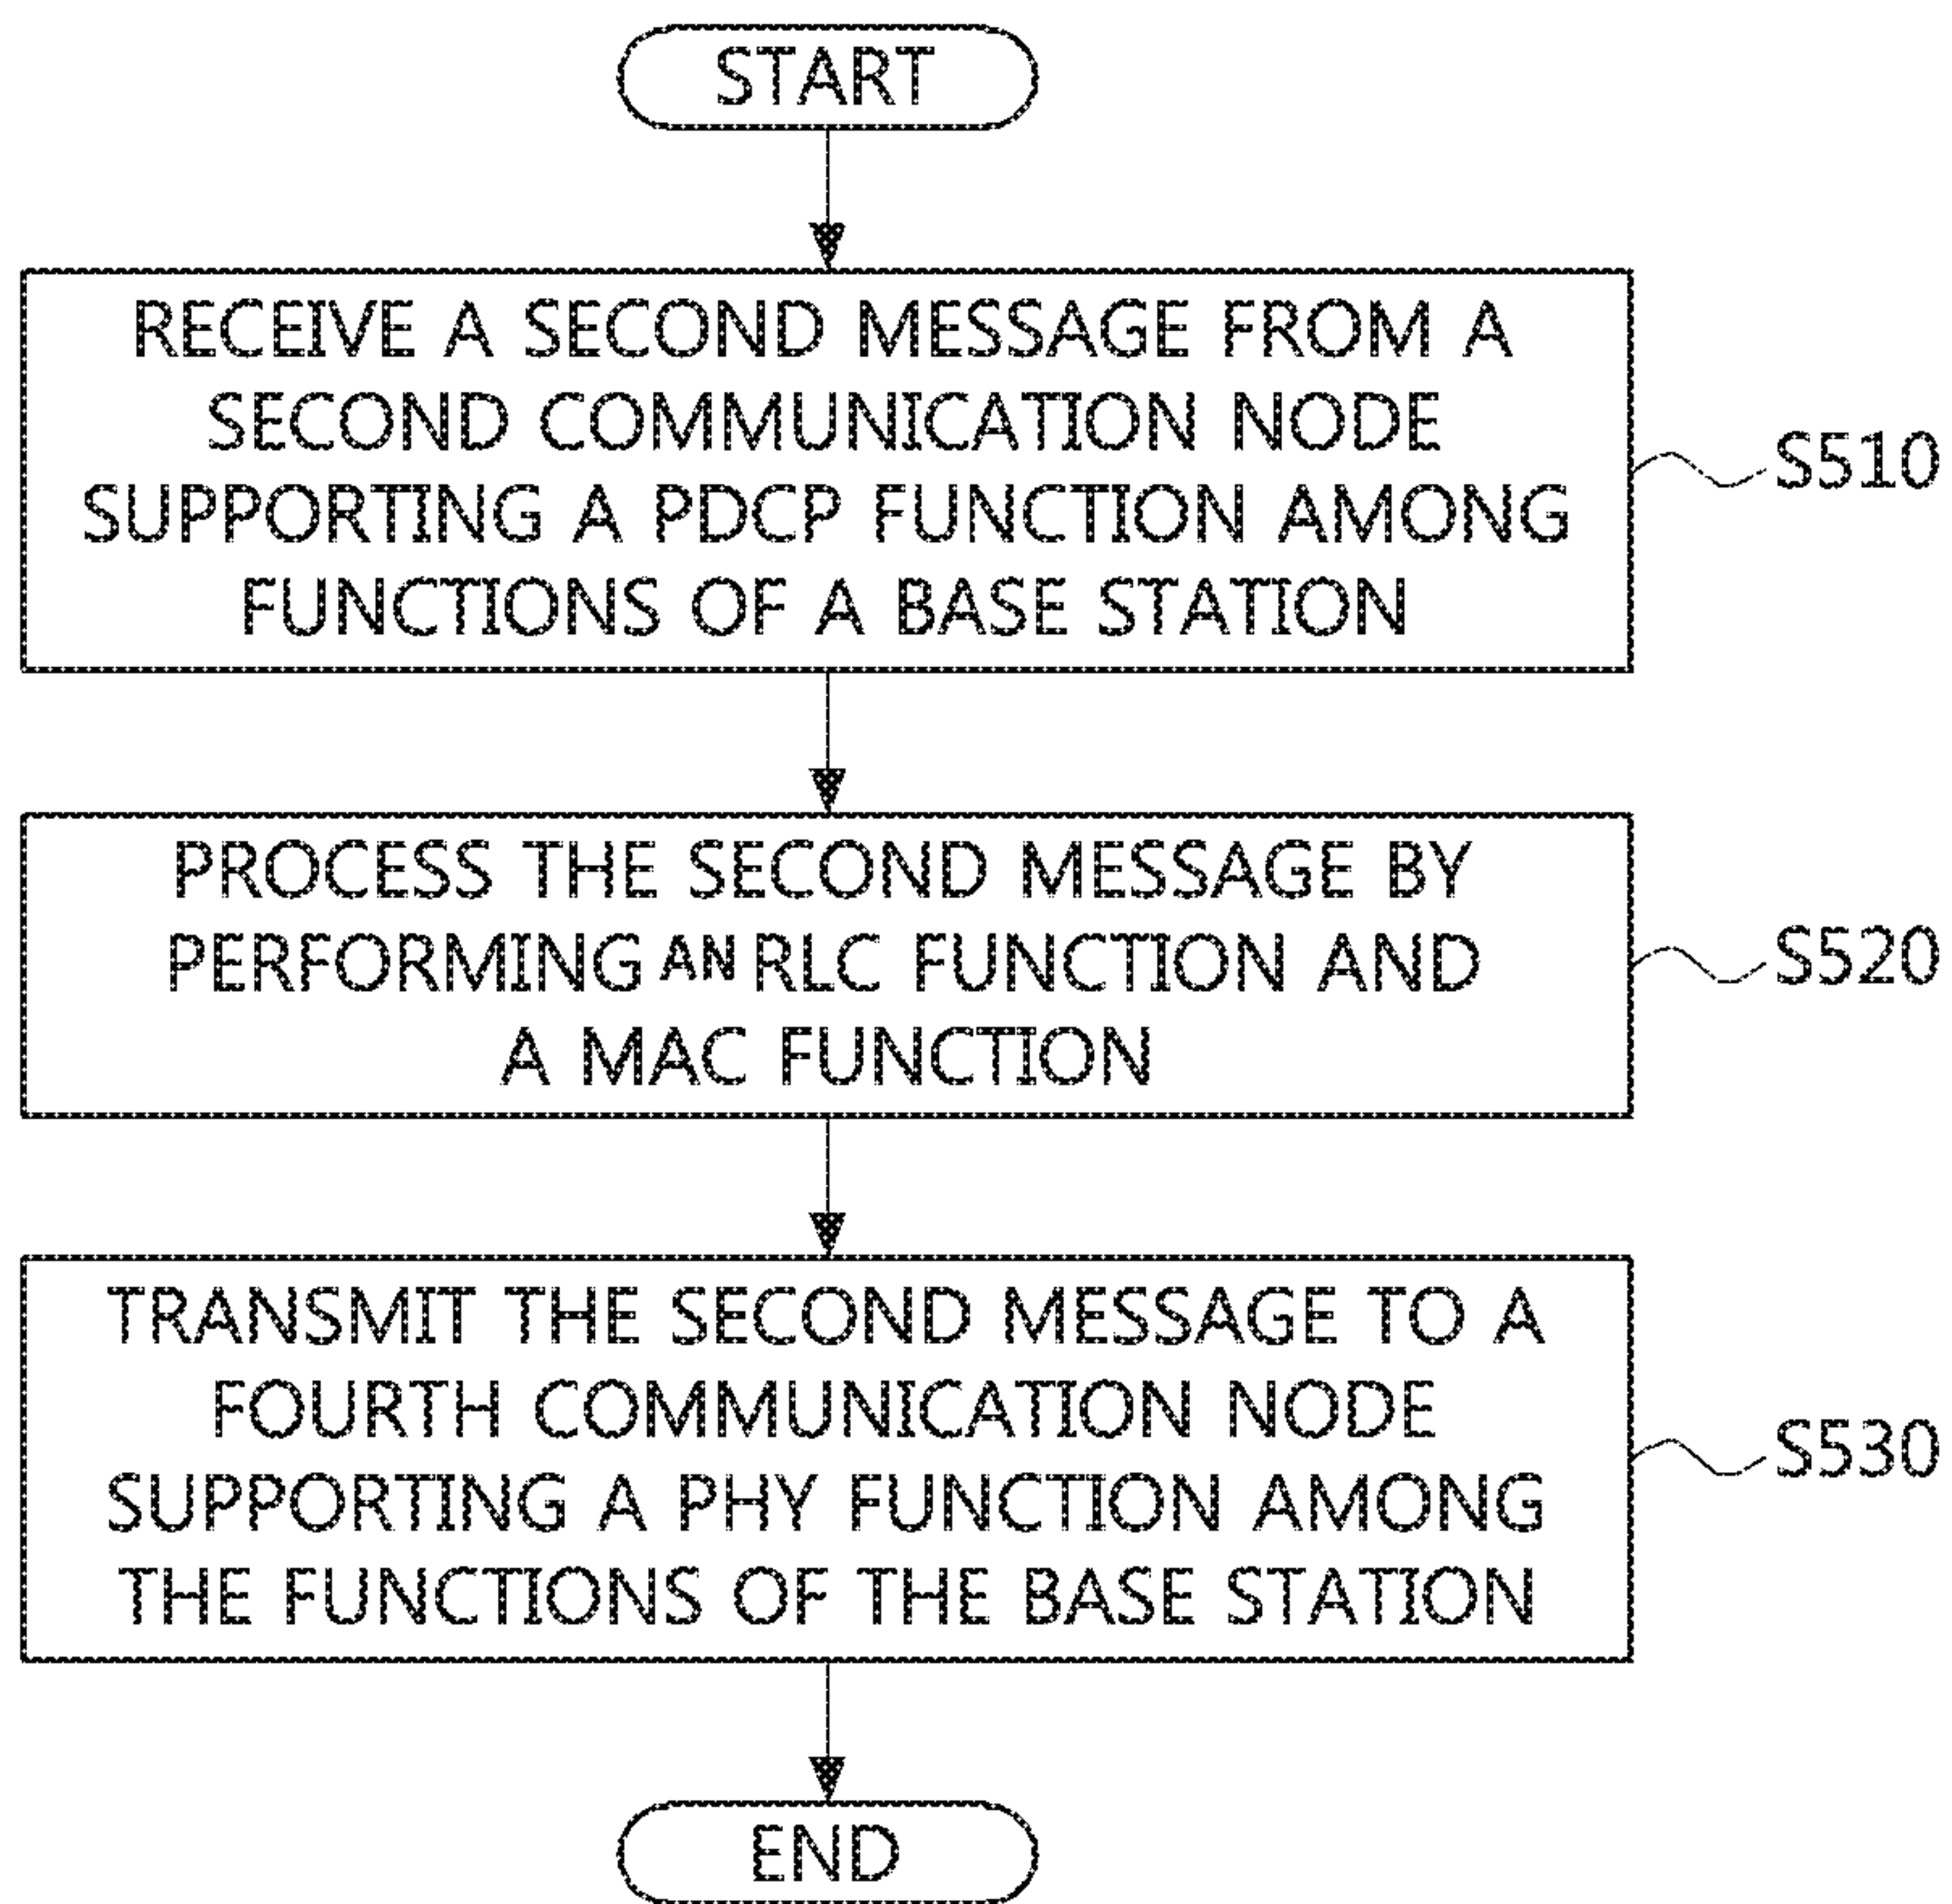 START
RECEIVE A SECOND MESSAGE FROM A
SECOND COMMUNICATION NODE
SUPPORTING A PDCP FUNCTION AMONG
FUNCTIONS OF A BASE STATION
S510
PROCESS THE SECOND MESSAGE BY
PERFORMING AN RLC FUNCTION AND
A MAC FUNCTION
S520
TRANSMIT THE SECOND MESSAGE TO A
FOURTH COMMUNICATION NODE
SUPPORTING A PHY FUNCTION AMONG
THE FUNCTIONS OF THE BASE STATION
S530
END